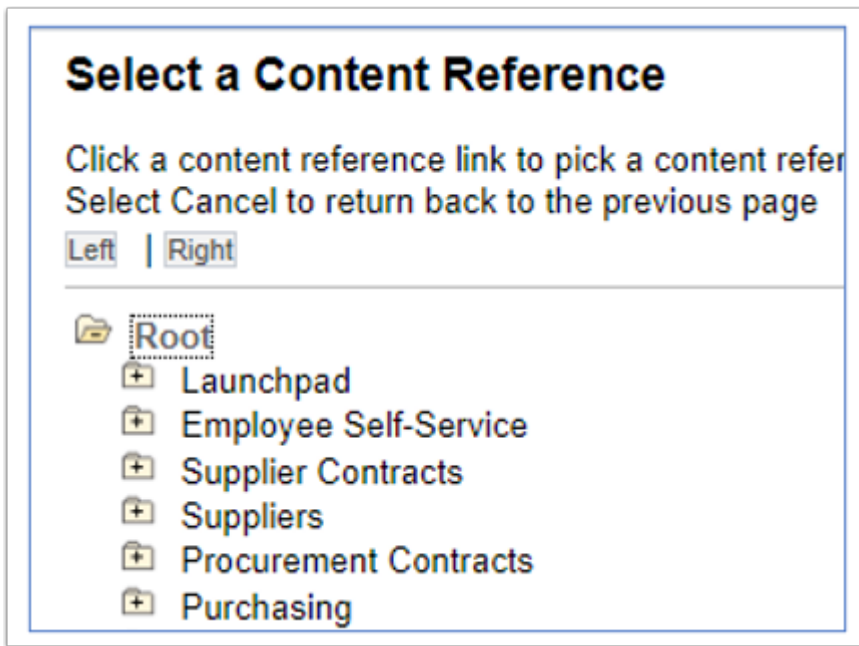 Select a Content Reference
Click a content reference link to pick a content refer
Select Cancel to return back to the previous page
Left | Right
Root
Launchpad
Employee Self-Service
Supplier Contracts
Suppliers
Procurement Contracts
Purchasing